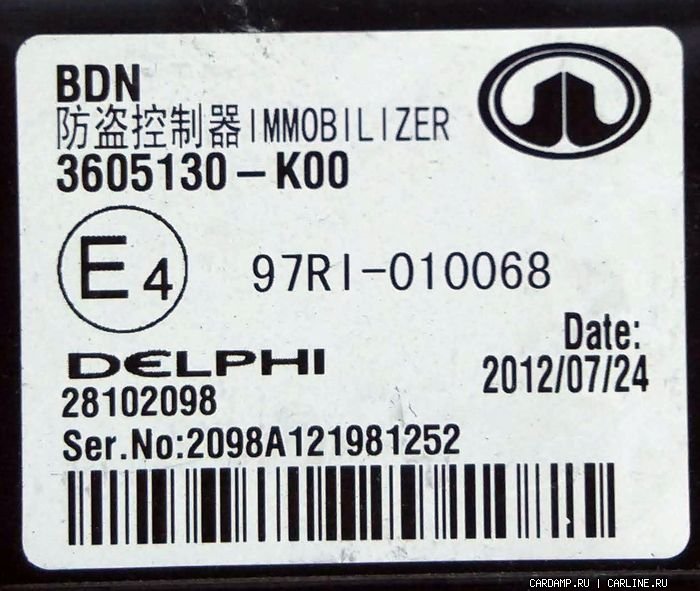 BDN
防盗控制器IMMOBILIZER
3605130-K00
E4
97RI-010068
Date:
2012/07/24
DELPHI
28102098
Ser.No:2098A121981252
CARDAMP.RU | CARLINE.RU